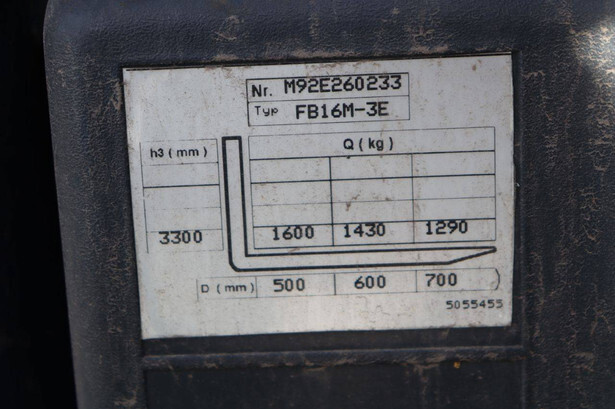 Nr. M92E260233
Typ FB16M-3E
h3 ( mm ) Q ( kg )
3300 1600 1430 1290
D ( mm ) 500 600 700 )
5055455